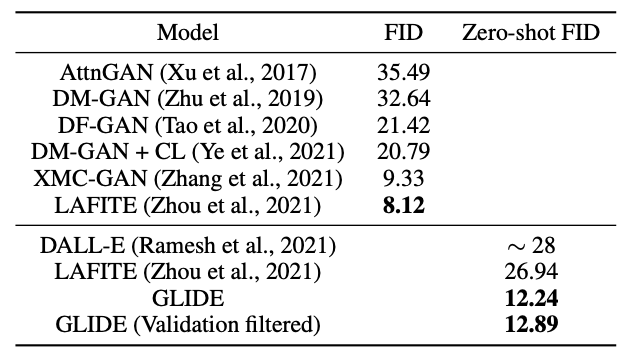 Model FID Zero-shot FID
AttnGAN (Xu et al., 2017) 35.49
DM-GAN (Zhu et al., 2019) 32.64
DF-GAN (Tao et al., 2020) 21.42
DM-GAN + CL (Ye et al., 2021) 20.79
XMC-GAN (Zhang et al., 2021) 9.33
LAFITE (Zhou et al., 2021) 8.12
DALL-E (Ramesh et al., 2021) ∼ 28
LAFITE (Zhou et al., 2021) 26.94
GLIDE 12.24
GLIDE (Validation filtered) 12.89